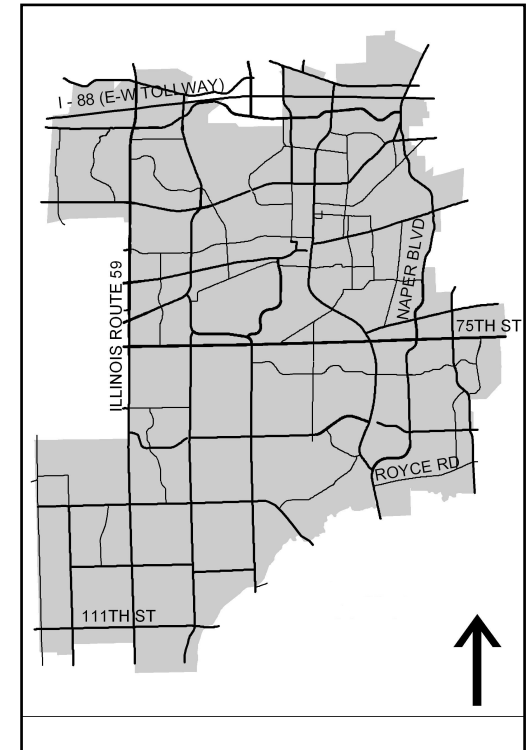 I - 88 (E-W TOLLWAY)
ILLINOIS ROUTE 59
NAPER BLVD
75TH ST
ROYCE RD
111TH ST